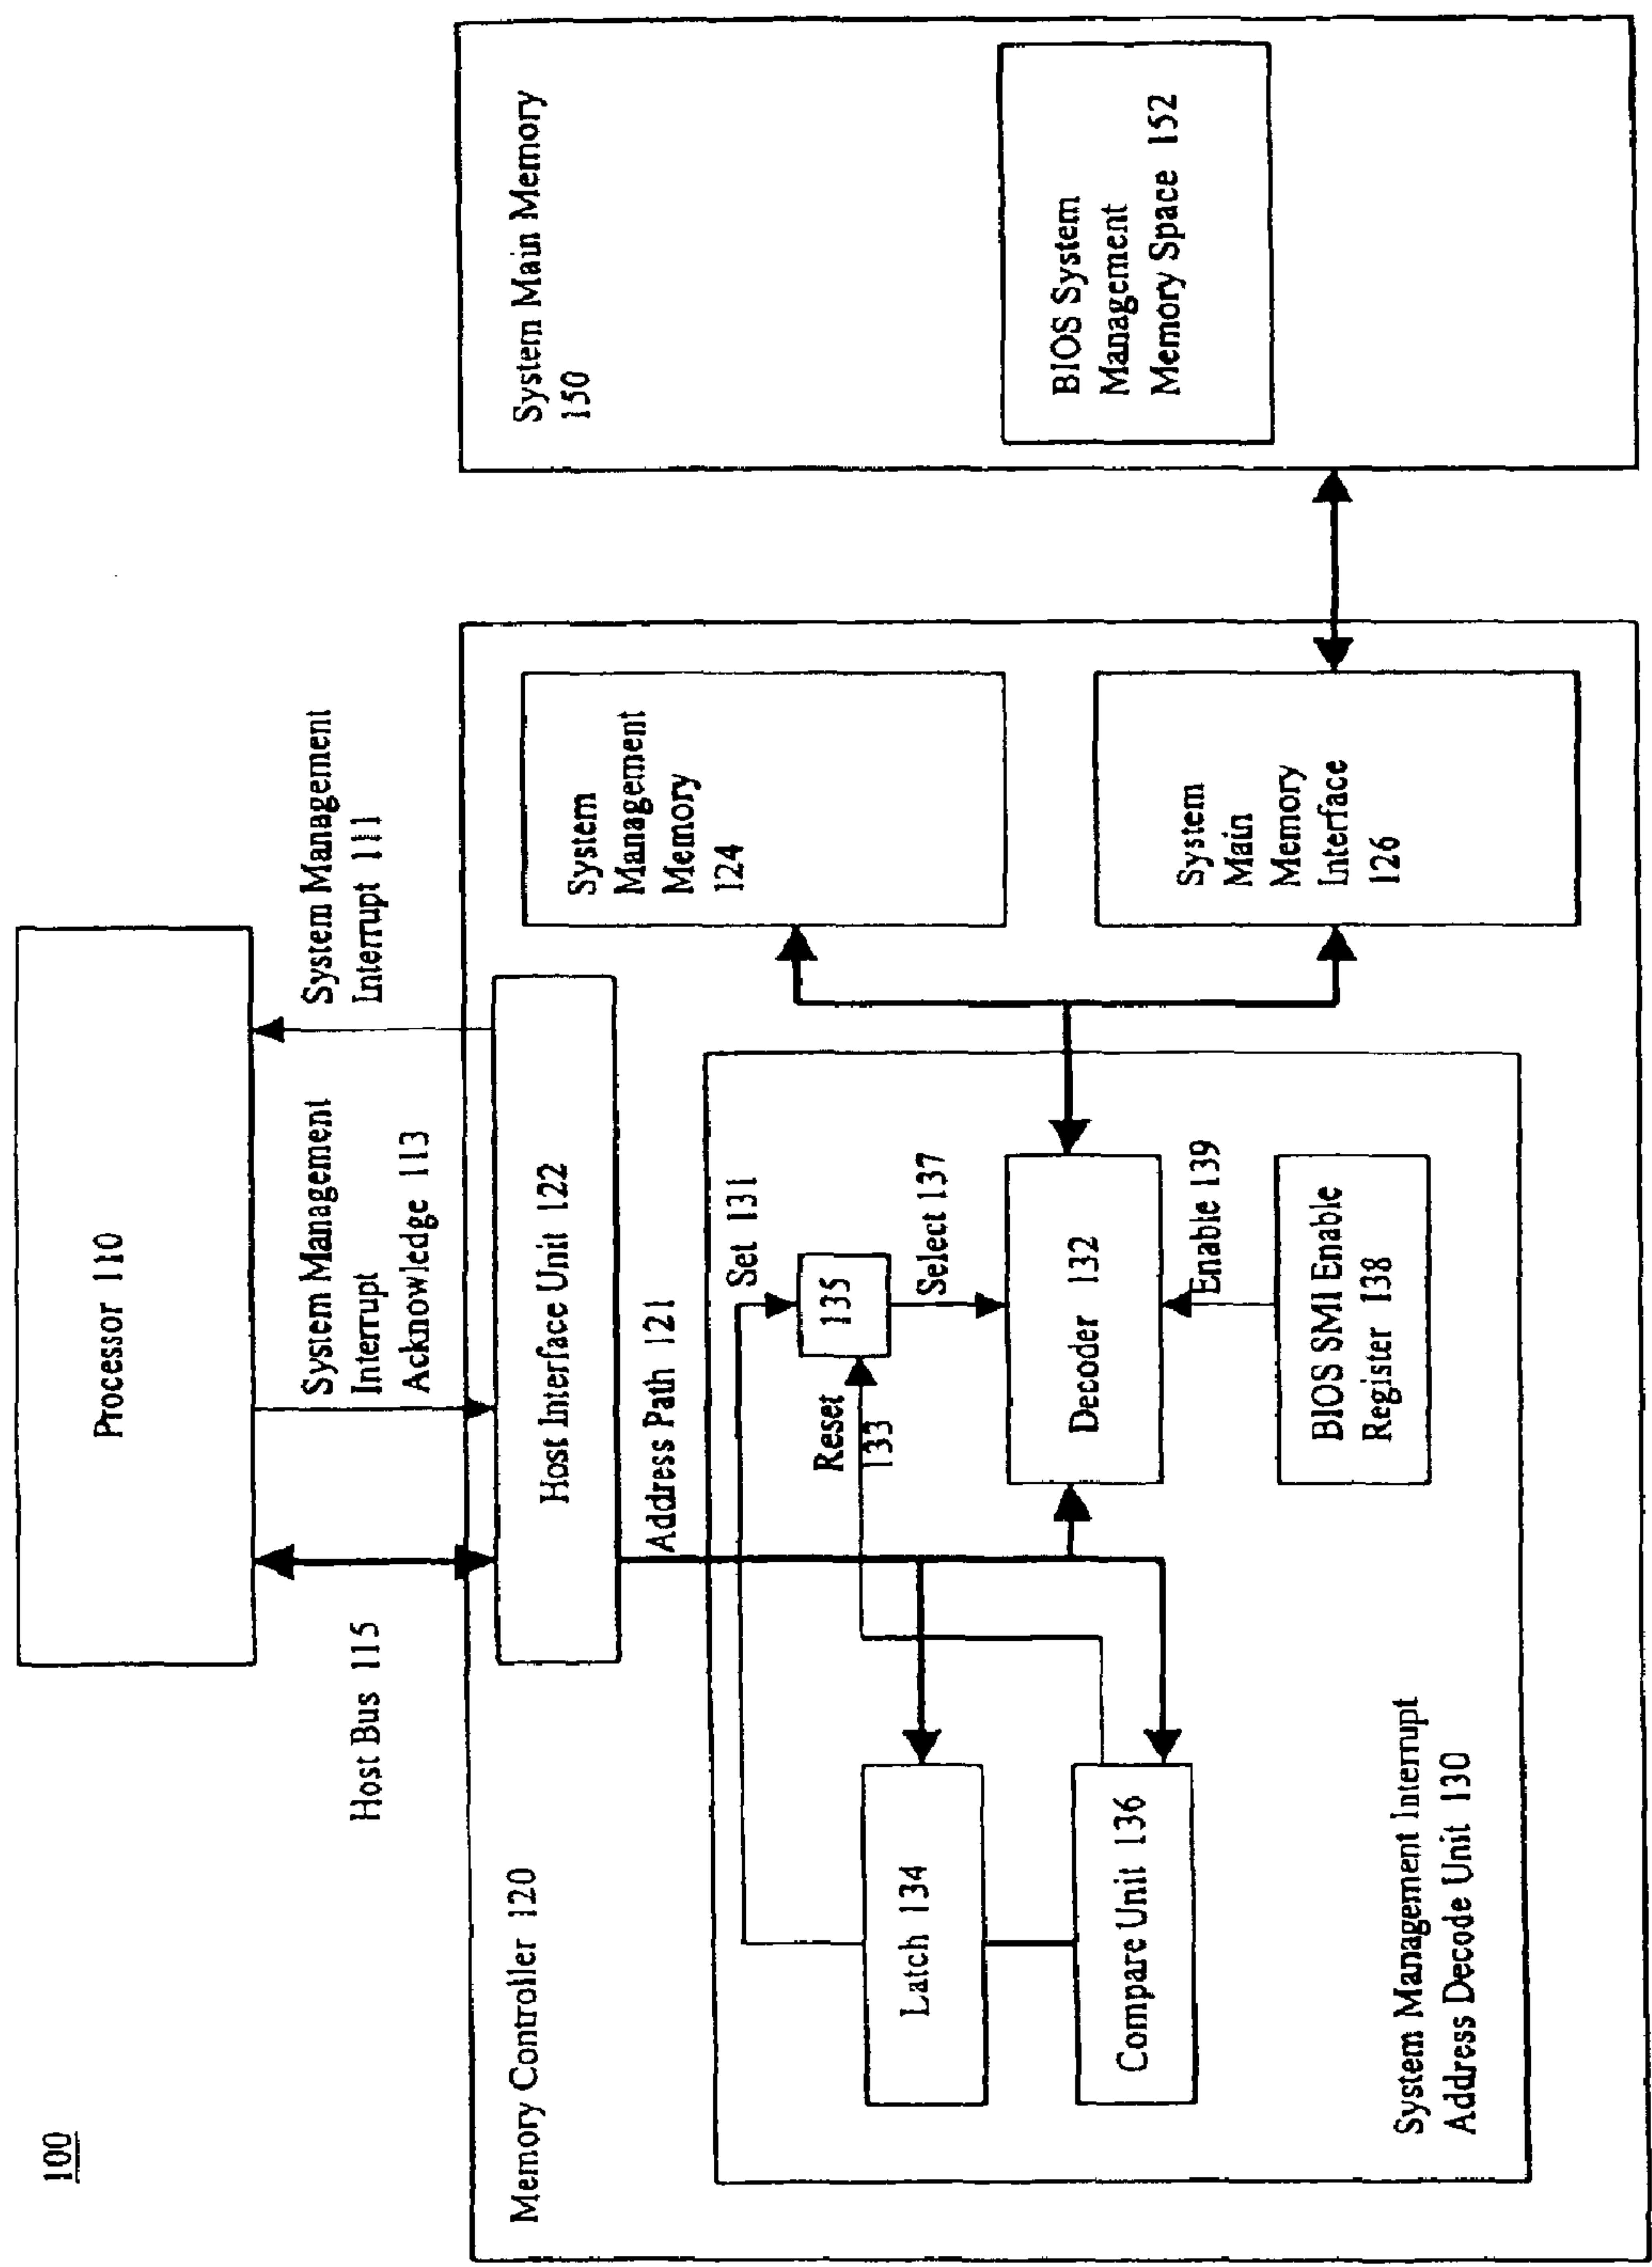 100
Processor 110
Host Bus 115
System Management
Interrupt
Acknowledge 113
System Management
Interrupt 111
Memory Controller 120
Host Interface Unit 122
Address Path 121
System
Management
Memory
124
System
Main
Memory
Interface
126
Set 131
Reset
133
135
Select 137
Latch 134
Compare Unit 136
Decoder 132
Enable 139
BIOS SMI Enable
Register 138
System Management Interrupt
Address Decode Unit 130
System Main Memory
150
BIOS System
Management
Memory Space 152